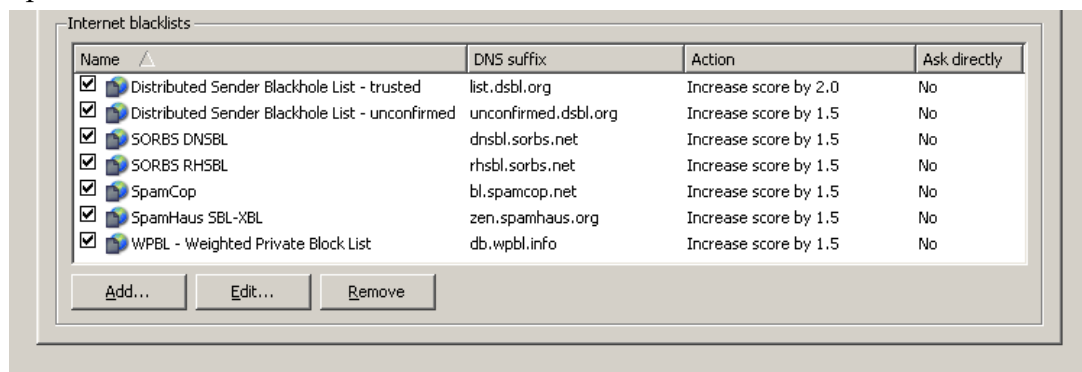 Internet blacklists
Name DNS suffix Action Ask directly
Distributed Sender Blackhole List - trusted list.dsbl.org Increase score by 2.0 No
Distributed Sender Blackhole List - unconfirmed unconfirmed.dsbl.org Increase score by 1.5 No
SORBS DNSBL dnsbl.sorbs.net Increase score by 1.5 No
SORBS RHSBL rhsbl.sorbs.net Increase score by 1.5 No
SpamCop bl.spamcop.net Increase score by 1.5 No
SpamHaus SBL-XBL zen.spamhaus.org Increase score by 1.5 No
WPBL - Weighted Private Block List db.wpbl.info Increase score by 1.5 No
Add... Edit... Remove